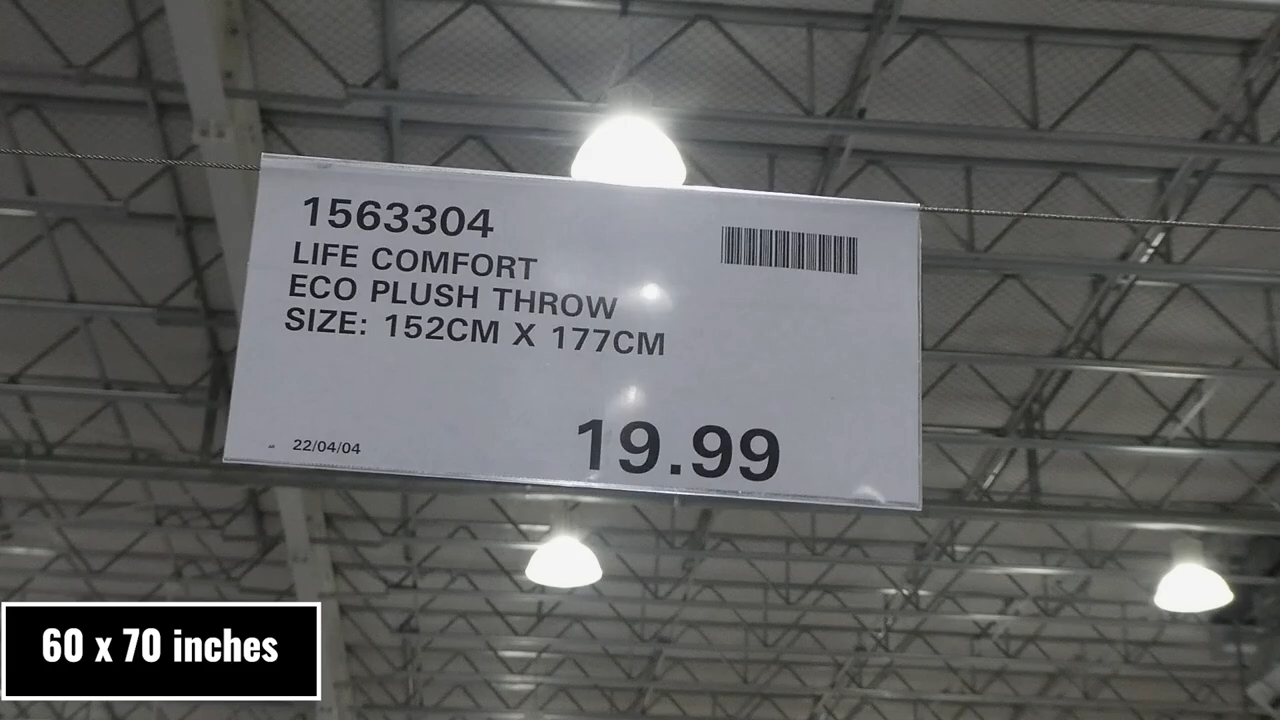 1563304
LIFE COMFORT
ECO PLUSH THROW
SIZE: 152CM X 177CM
22/04/04
19.99
60 x 70 inches